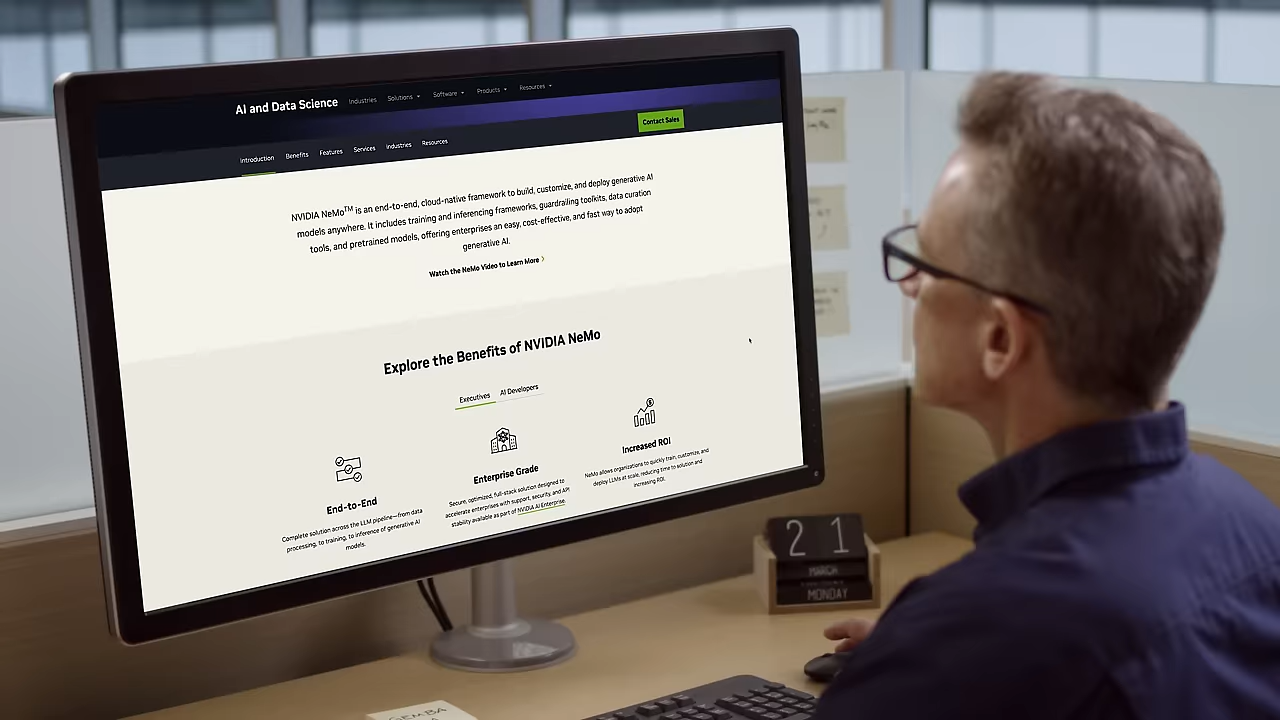 AI and Data Science Industries Solutions Software Products Resources
Introduction Benefits Features Services Industries Resources
Contact Sales
NVIDIA NeMo™ is an end-to-end, cloud-native framework to build, customize, and deploy generative AI
models anywhere. It includes training and inferencing frameworks, guardrailing toolkits, data curation
tools, and pretrained models, offering enterprises an easy, cost-effective, and fast way to adopt
generative AI.
Watch the NeMo Video to Learn More
Explore the Benefits of NVIDIA NeMo
Executives AI Developers
End-to-End
Complete solution across the LLM pipeline—from data
processing, to training, to inference of generative AI
models.
Enterprise Grade
Secure, optimized, full-stack solution designed to
accelerate enterprises with support, security, and API
stability available as part of NVIDIA AI Enterprise.
Increased ROI
NeMo allows organizations to quickly train, customize, and
deploy LLMs at scale, reducing time to solution and
increasing ROI.
21
MARCH
MONDAY